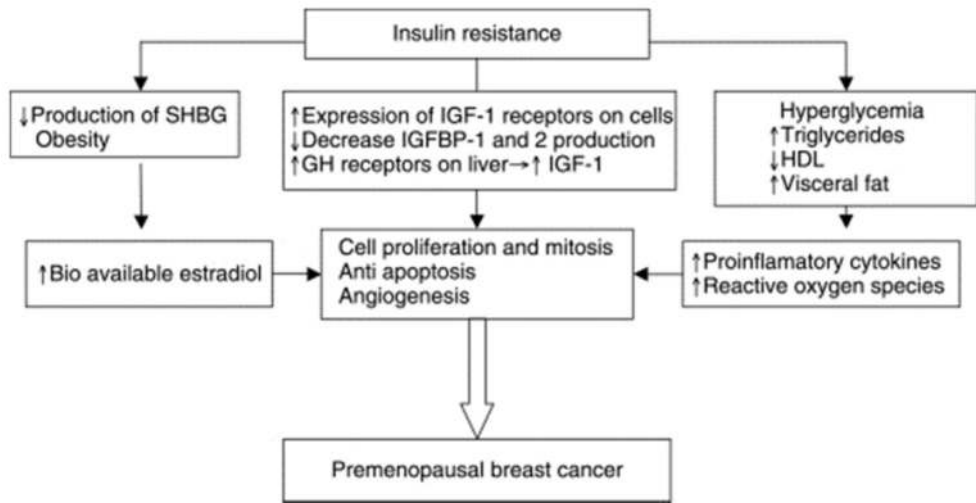 Insulin resistance
↓Production of SHBG
Obesity
↑Expression of IGF-1 receptors on cells
↓Decrease IGFBP-1 and 2 production
↑GH receptors on liver→↑ IGF-1
Hyperglycemia
↑Triglycerides
↓HDL
↑Visceral fat
↑Bio available estradiol
Cell proliferation and mitosis
Anti apoptosis
Angiogenesis
↑Proinflamatory cytokines
↑Reactive oxygen species
Premenopausal breast cancer